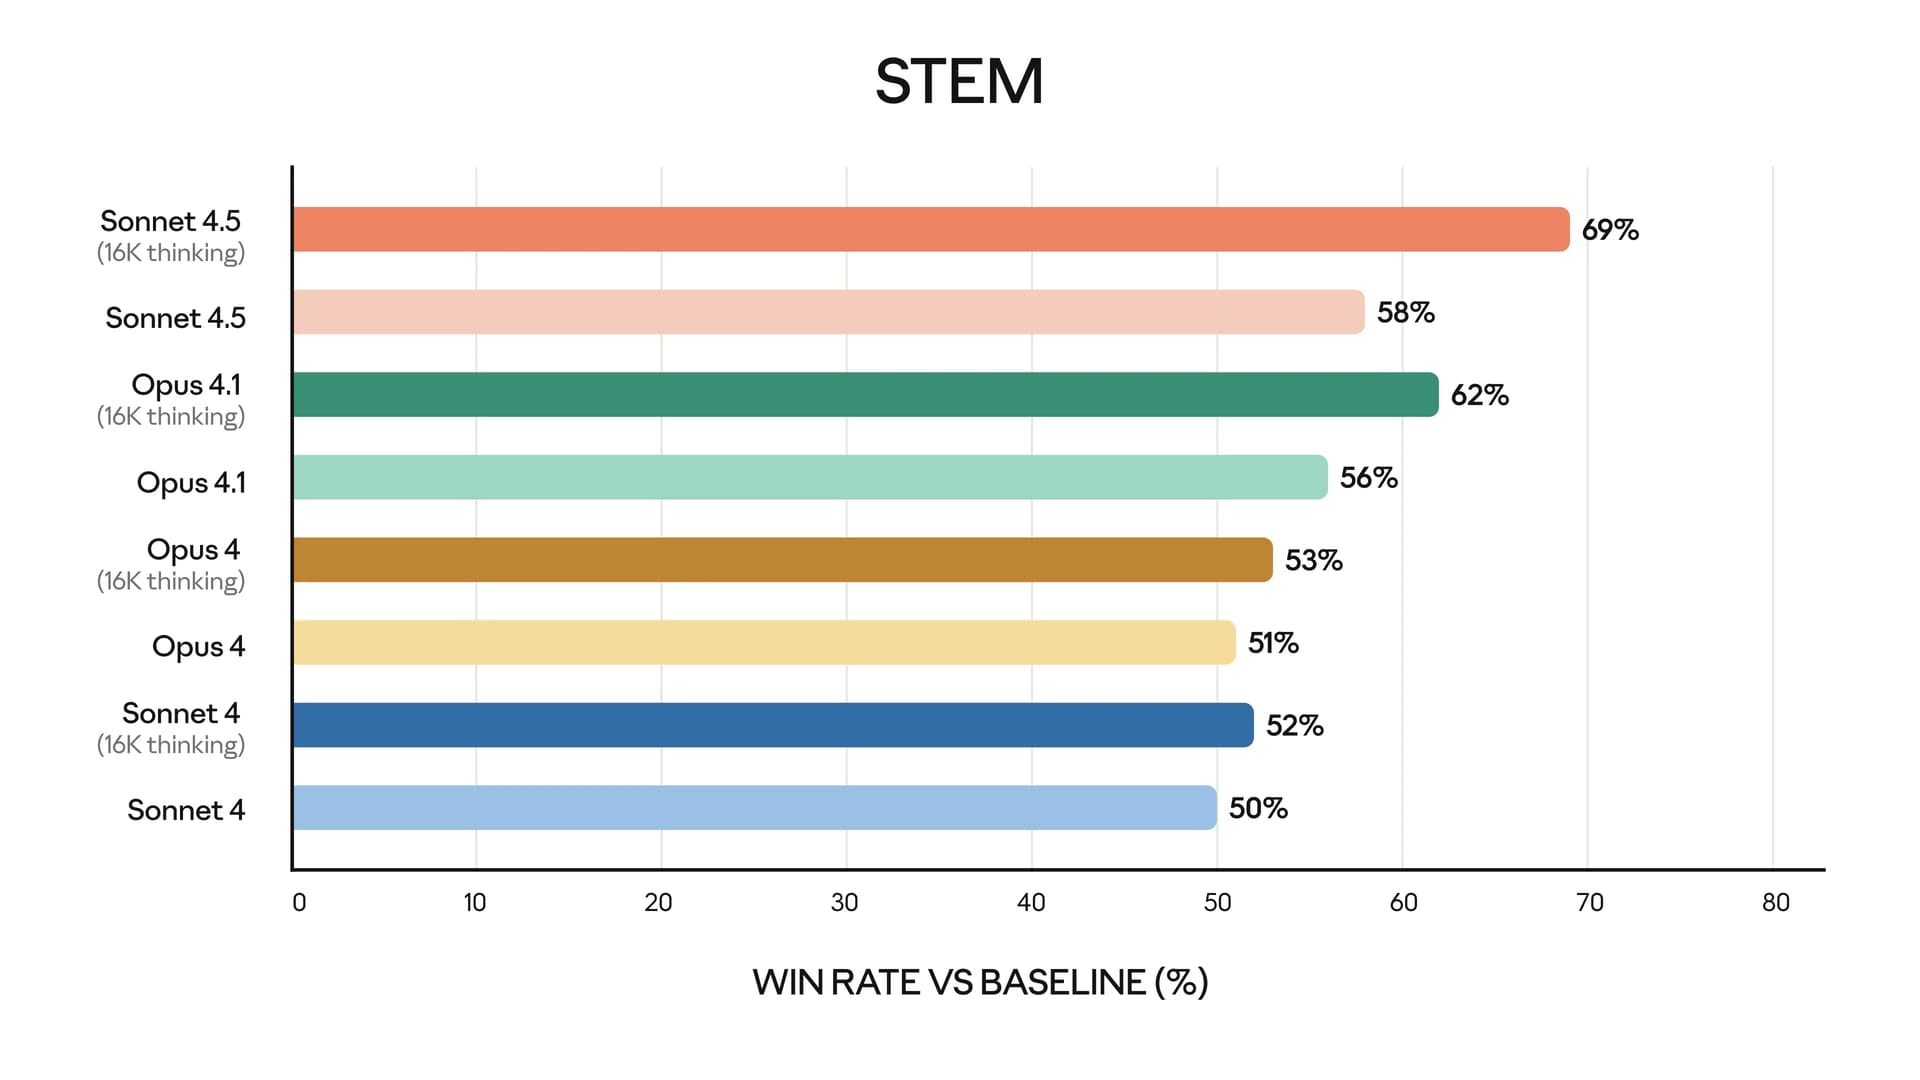 STEM
Sonnet 4.5
(16K thinking)
69%
Sonnet 4.5
58%
Opus 4.1
(16K thinking)
62%
Opus 4.1
56%
Opus 4
(16K thinking)
53%
Opus 4
51%
Sonnet 4
(16K thinking)
52%
Sonnet 4
50%
0 10 20 30 40 50 60 70 80
WIN RATE VS BASELINE (%)